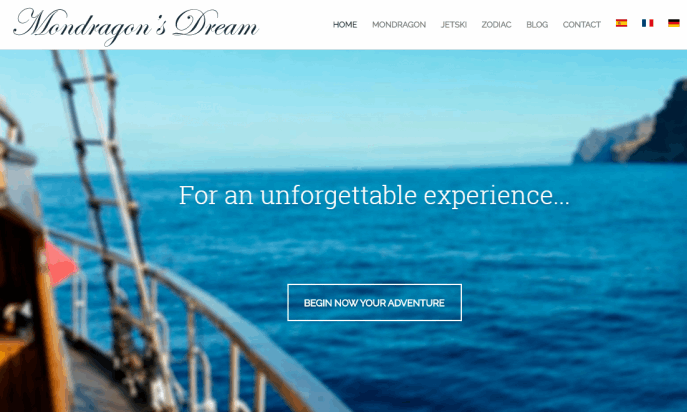 Mondragon's Dream
HOME MONDRAGON JETSKI ZODIAC BLOG CONTACT
For an unforgettable experience...
BEGIN NOW YOUR ADVENTURE